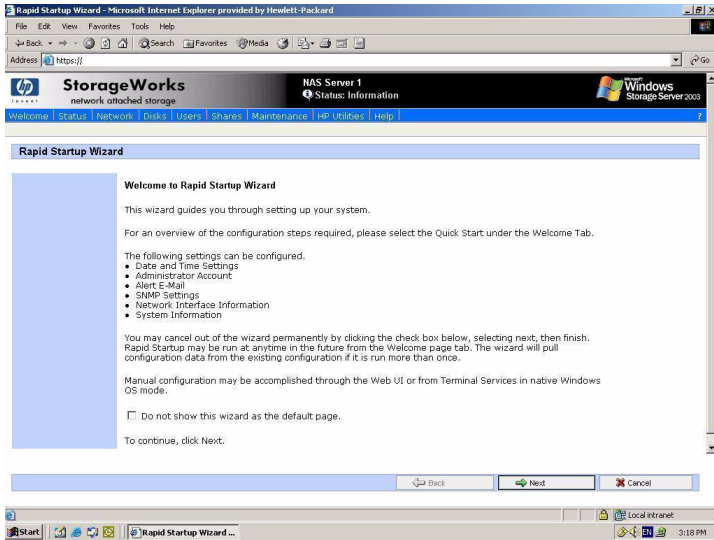 Rapid Startup Wizard - Microsoft Internet Explorer provided by Hewlett-Packard
File Edit View Favorites Tools Help
Back Search Favorites Media
Address https:// Go
hp invent
StorageWorks
network attached storage
NAS Server 1
Status: Information
Microsoft Windows
Storage Server 2003
Welcome Status Network Disks Users Shares Maintenance HP Utilities Help ?
Rapid Startup Wizard
Welcome to Rapid Startup Wizard
This wizard guides you through setting up your system.
For an overview of the configuration steps required, please select the Quick Start under the Welcome Tab.
The following settings can be configured.
• Date and Time Settings
• Administrator Account
• Alert E-Mail
• SNMP Settings
• Network Interface Information
• System Information
You may cancel out of the wizard permanently by clicking the check box below, selecting next, then finish.
Rapid Startup may be run at anytime in the future from the Welcome page tab. The wizard will pull
configuration data from the existing configuration if it is run more than once.
Manual configuration may be accomplished through the Web UI or from Terminal Services in native Windows
OS mode.
Do not show this wizard as the default page.
To continue, click Next.
Back Next Cancel
Local intranet
Start Rapid Startup Wizard ... EN 3:18 PM